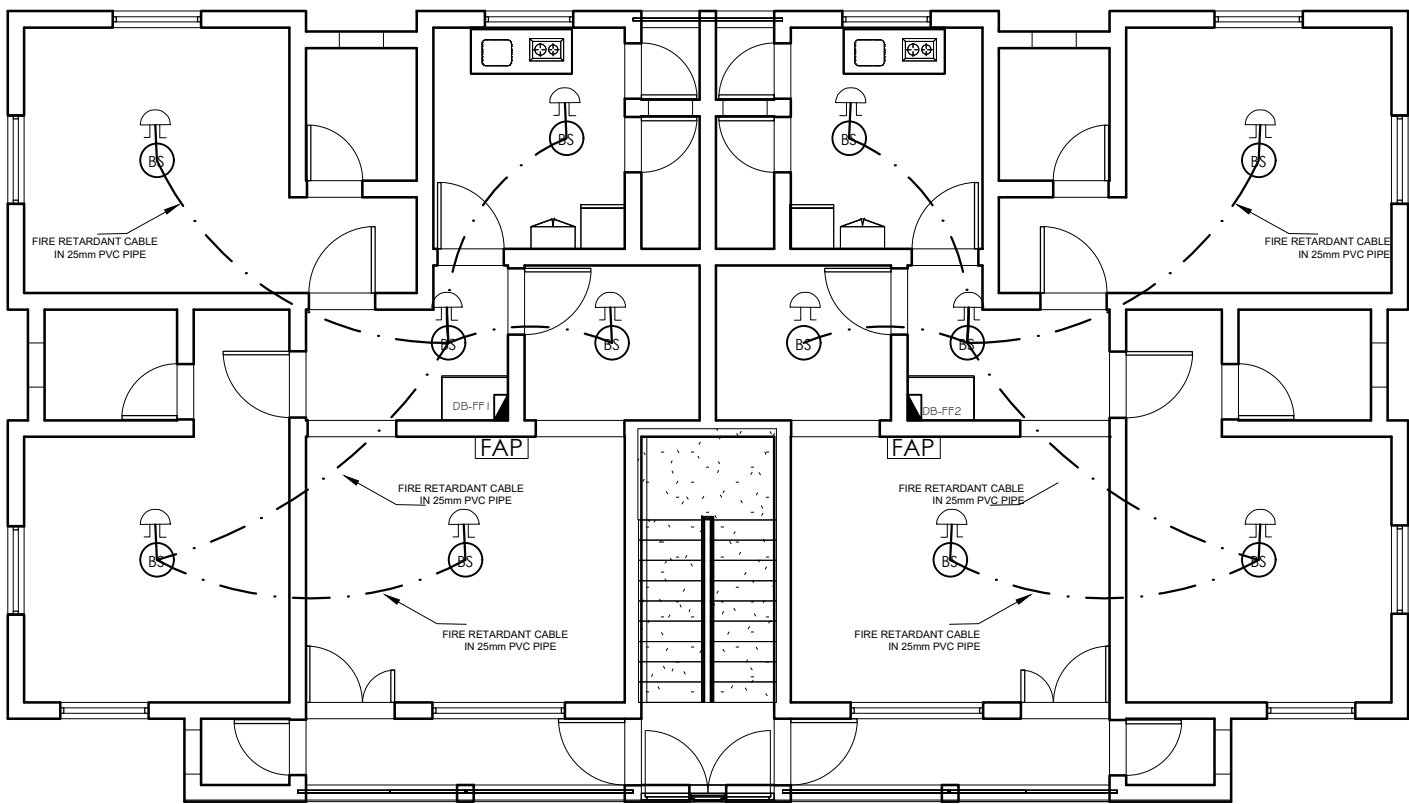 BS
BS
BS
BS
FIRE RETARDANT CABLE
IN 25mm PVC PIPE
FIRE RETARDANT CABLE
IN 25mm PVC PIPE
BS
BS
BS
BS
DB-FF1
DB-FF2
FAP
FAP
FIRE RETARDANT CABLE
IN 25mm PVC PIPE
FIRE RETARDANT CABLE
IN 25mm PVC PIPE
BS
BS
BS
BS
FIRE RETARDANT CABLE
IN 25mm PVC PIPE
FIRE RETARDANT CABLE
IN 25mm PVC PIPE